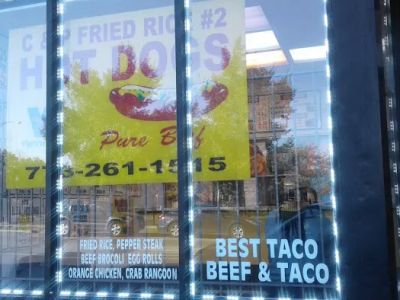 C & P FRIED RICE #2
HOT DOGS
Pure Beef
773-261-1515
FRIED RICE, PEPPER STEAK
BEEF BROCOLI EGG ROLLS
ORANGE CHICKEN, CRAB RANGOON
BEST TACO
BEEF & TACO